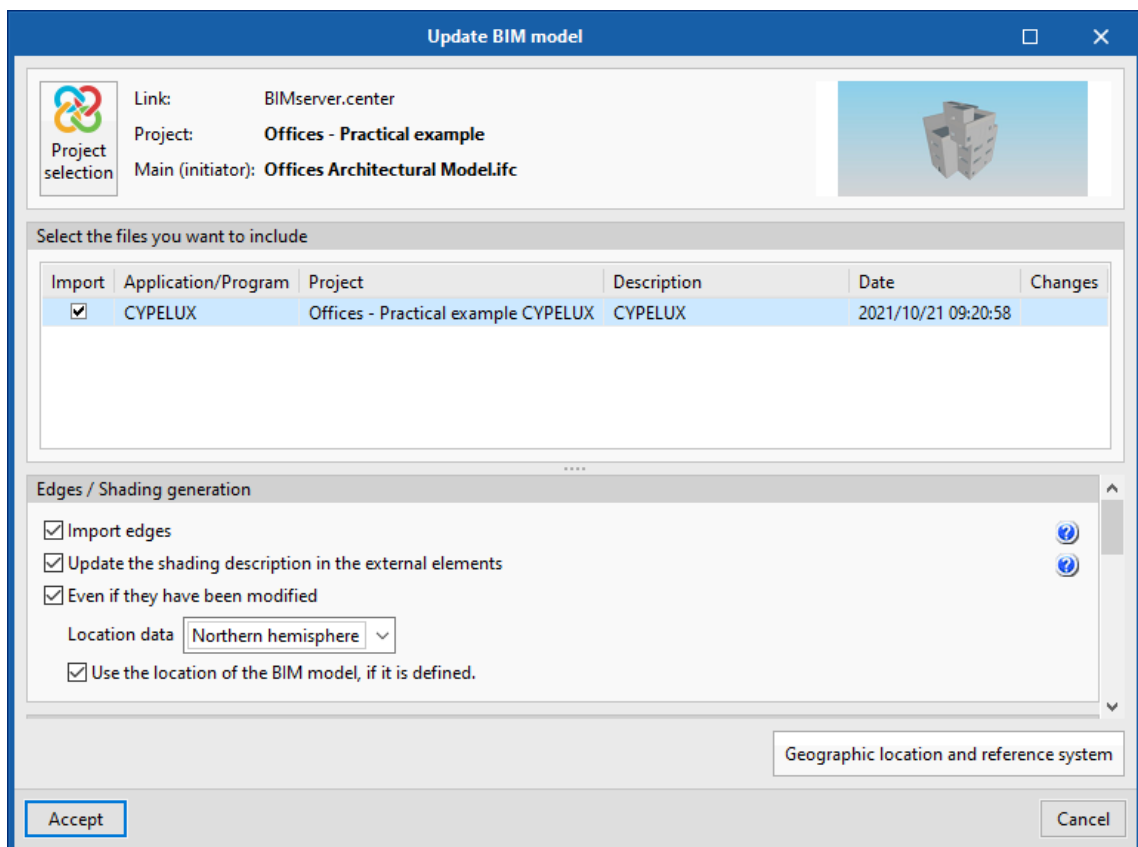 Update BIM model
Project
selection
Link: BIMserver.center
Project: Offices - Practical example
Main (initiator): Offices Architectural Model.ifc
Select the files you want to include
Import Application/Program Project Description Date Changes
CYPELUX Offices - Practical example CYPELUX CYPELUX 2021/10/21 09:20:58
Edges / Shading generation
Import edges
Update the shading description in the external elements
Even if they have been modified
Location data Northern hemisphere
Use the location of the BIM model, if it is defined.
Geographic location and reference system
Accept Cancel